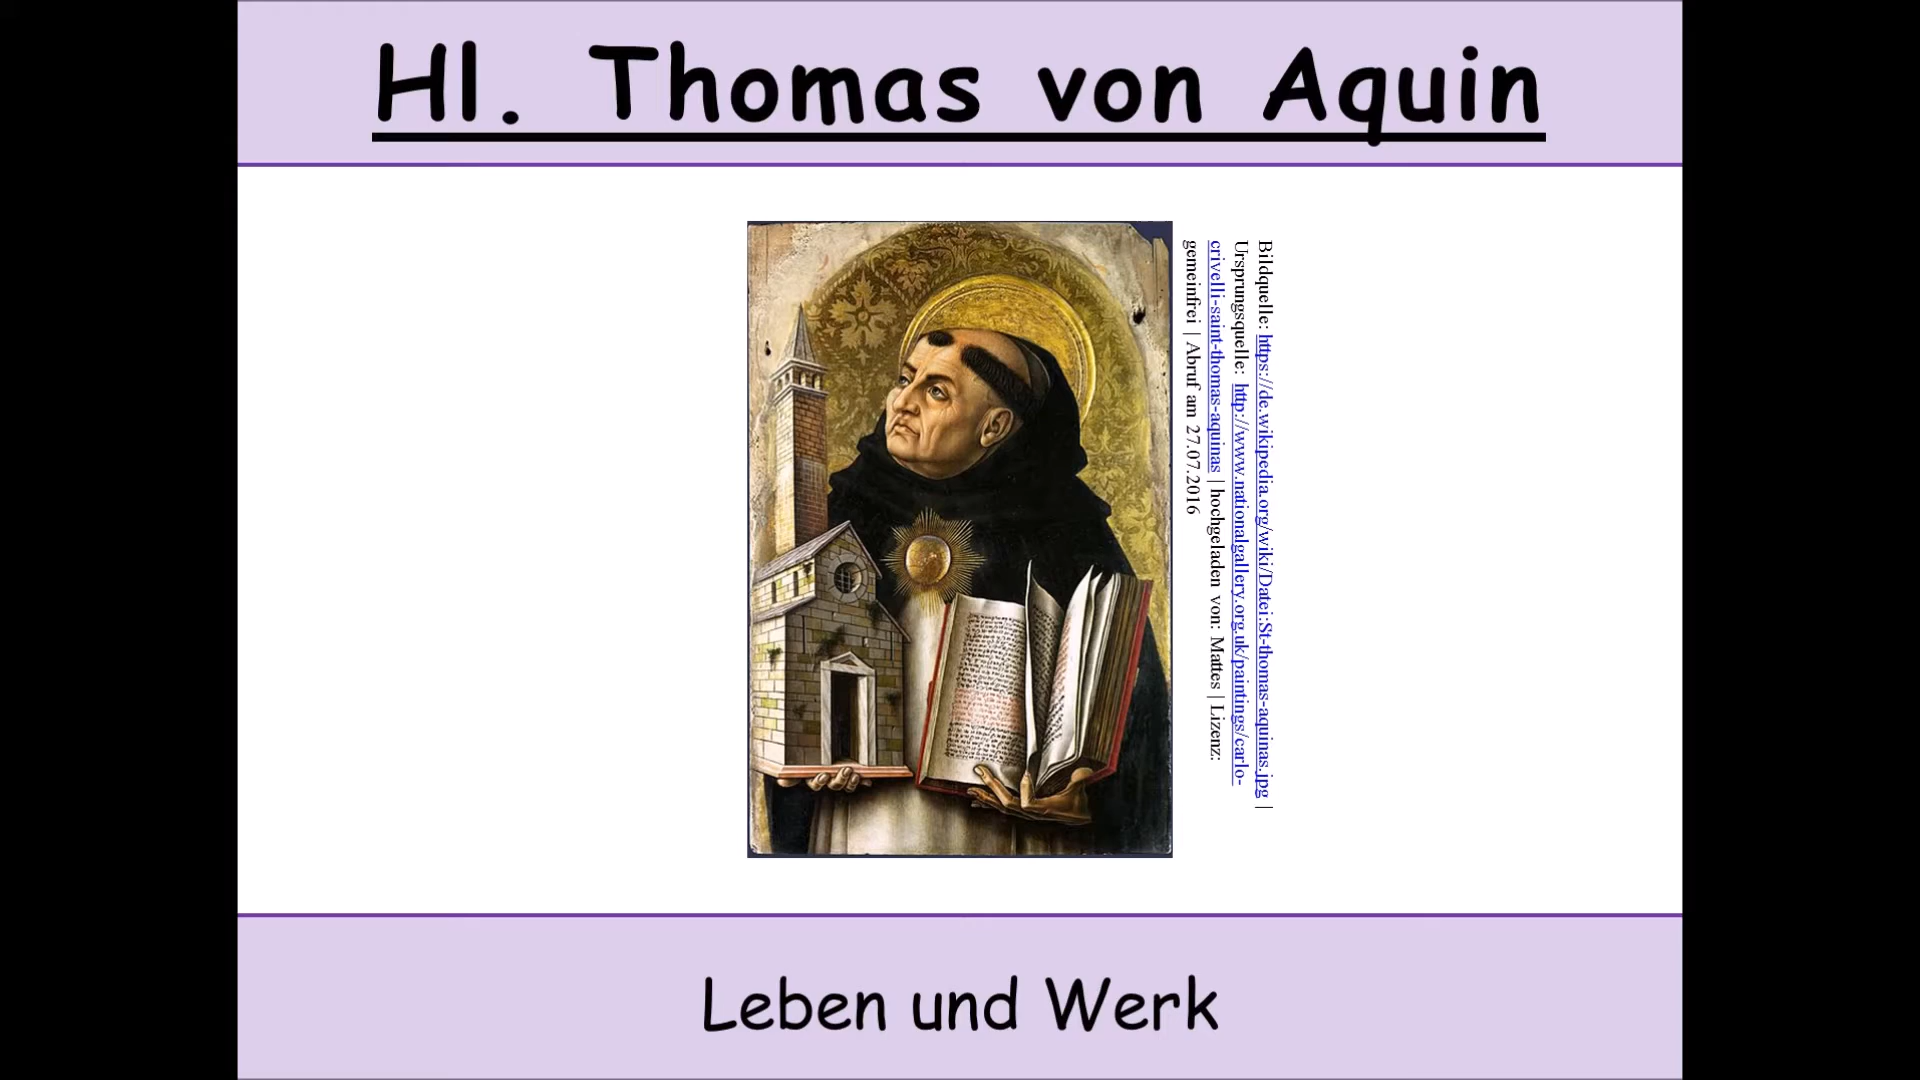 Hl. Thomas von Aquin
Bildquelle: https://de.wikipedia.org/wiki/Datei:St-thomas-aquinas.jpg |
Ursprungsquelle: http://www.nationalgallery.org.uk/paintings/carlo-
crivelli-saint-thomas-aquinas | hochgeladen von: Mattes | Lizenz:
gemeinfrei | Abruf am 27.07.2016
Leben und Werk